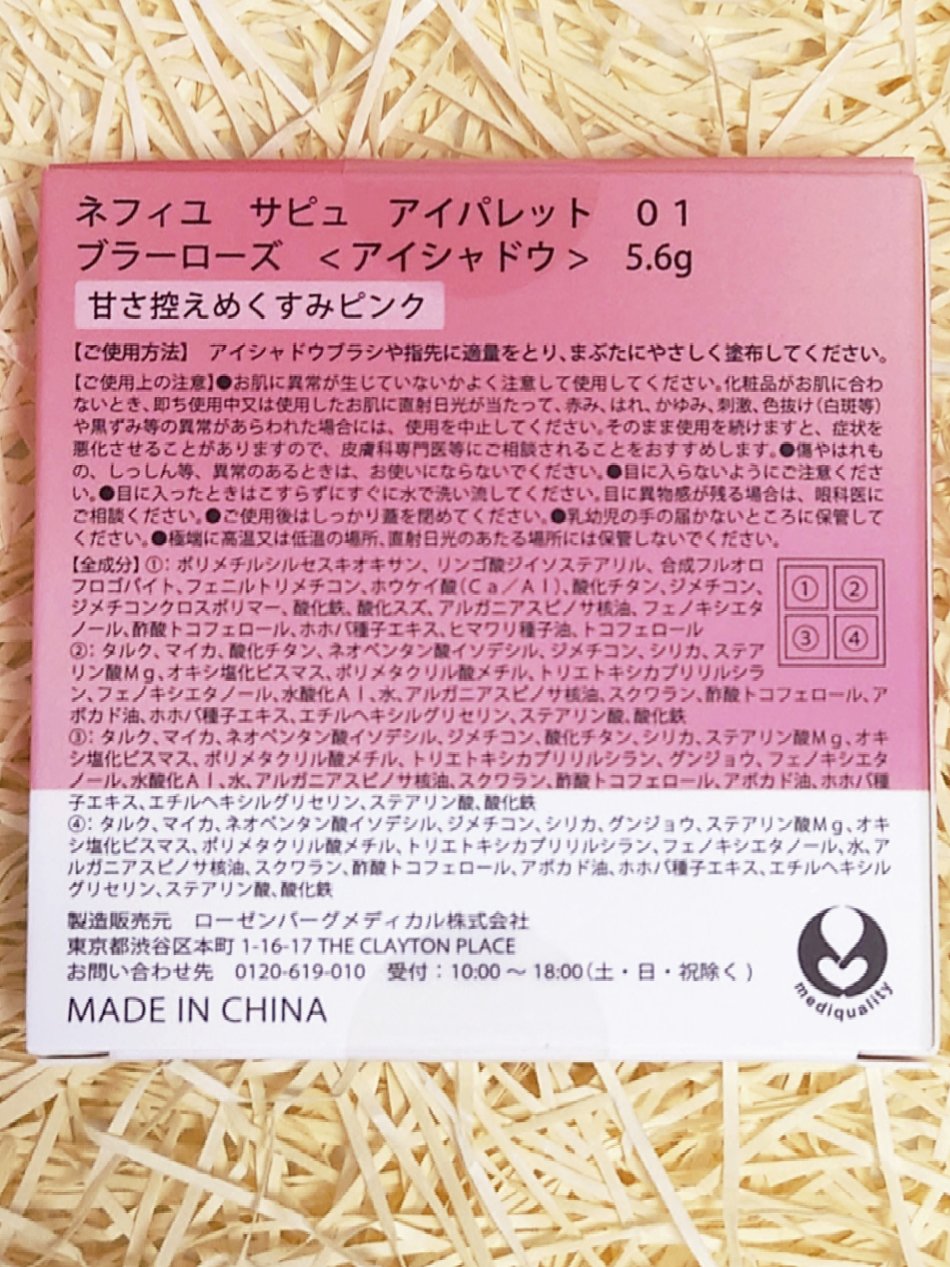 ネフィユ　サピュ　アイパレット　０１
ブラーローズ　＜アイシャドウ＞　5.6g
甘さ控えめくすみピンク
【ご使用方法】　アイシャドウブラシや指先に適量をとり、まぶたにやさしく塗布してください。
【ご使用上の注意】●お肌に異常が生じていないかよく注意して使用してください。化粧品がお肌に合わ
ないとき、即ち使用中又は使用したお肌に直射日光が当たって、赤み、はれ、かゆみ、刺激、色抜け（白斑等）
や黒ずみ等の異常があらわれた場合には、使用を中止してください。そのまま使用を続けますと、症状を
悪化させることがありますので、皮膚科専門医等にご相談されることをおすすめします。●傷やはれも
の、しっしん等、異常のあるときは、お使いにならないでください。●目に入らないようにご注意くださ
い。●目に入ったときはこすらずにすぐに水で洗い流してください。目に異物感が残る場合は、眼科医に
ご相談ください。●ご使用後はしっかり蓋を閉めてください。●乳幼児の手の届かないところに保管して
ください。●極端に高温又は低温の場所、直射日光のあたる場所には保管しないでください。
【全成分】①：ポリメチルシルセスキオキサン、リンゴ酸ジイソステアリル、合成フルオロ
フロゴパイト、フェニルトリメチコン、ホウケイ酸（Ｃａ／Ａｌ）、酸化チタン、ジメチコン、
ジメチコンクロスポリマー、酸化鉄、酸化スズ、アルガニアスピノサ核油、フェノキシエタ
ノール、酢酸トコフェロール、ホホバ種子エキス、ヒマワリ種子油、トコフェロール
②：タルク、マイカ、酸化チタン、ネオペンタン酸イソデシル、ジメチコン、シリカ、ステア
リン酸Ｍｇ、オキシ塩化ビスマス、ポリメタクリル酸メチル、トリエトキシカプリリルシラ
ン、フェノキシエタノール、水酸化Ａｌ、水、アルガニアスピノサ核油、スクワラン、酢酸トコフェロール、ア
ボカド油、ホホバ種子エキス、エチルヘキシルグリセリン、ステアリン酸、酸化鉄
③：タルク、マイカ、ネオペンタン酸イソデシル、ジメチコン、酸化チタン、シリカ、ステアリン酸Ｍｇ、オキ
シ塩化ビスマス、ポリメタクリル酸メチル、トリエトキシカプリリルシラン、グンジョウ、フェノキシエタ
ノール、水酸化Ａｌ、水、アルガニアスピノサ核油、スクワラン、酢酸トコフェロール、アボカド油、ホホバ種
子エキス、エチルヘキシルグリセリン、ステアリン酸、酸化鉄
④：タルク、マイカ、ネオペンタン酸イソデシル、ジメチコン、シリカ、グンジョウ、ステアリン酸Ｍｇ、オキ
シ塩化ビスマス、ポリメタクリル酸メチル、トリエトキシカプリリルシラン、フェノキシエタノール、水、ア
ルガニアスピノサ核油、スクワラン、酢酸トコフェロール、アボカド油、ホホバ種子エキス、エチルヘキシル
グリセリン、ステアリン酸、酸化鉄
① ②
③ ④
製造販売元　ローゼンバーグメディカル株式会社
東京都渋谷区本町 1-16-17 THE CLAYTON PLACE
お問い合わせ先　0120-619-010　受付：10:00 ～ 18:00（土・日・祝除く）
MADE IN CHINA
mediquality